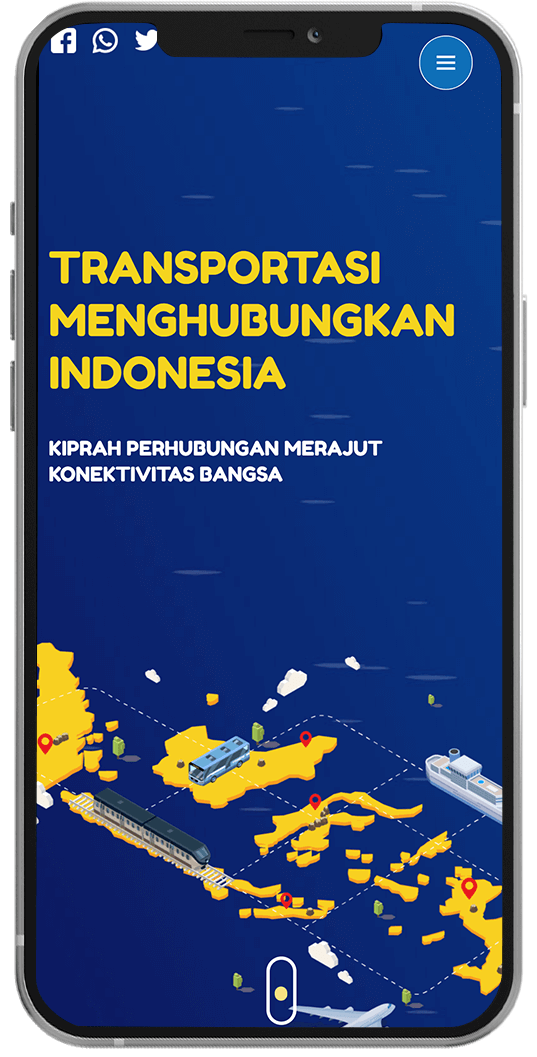 TRANSPORTASI
MENGHUBUNGKAN
INDONESIA
KIPRAH PERHUBUNGAN MERAJUT
KONEKTIVITAS BANGSA